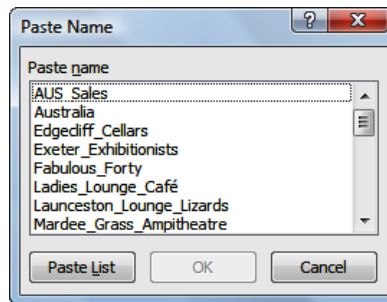 Paste Name
Paste name
AUS_Sales
Australia
Edgecliff_Cellars
Exeter_Exhibitionists
Fabulous_Forty
Ladies_Lounge_Café
Launceston_Lounge_Lizards
Mardee_Grass_Ampitheatre
Paste List OK Cancel